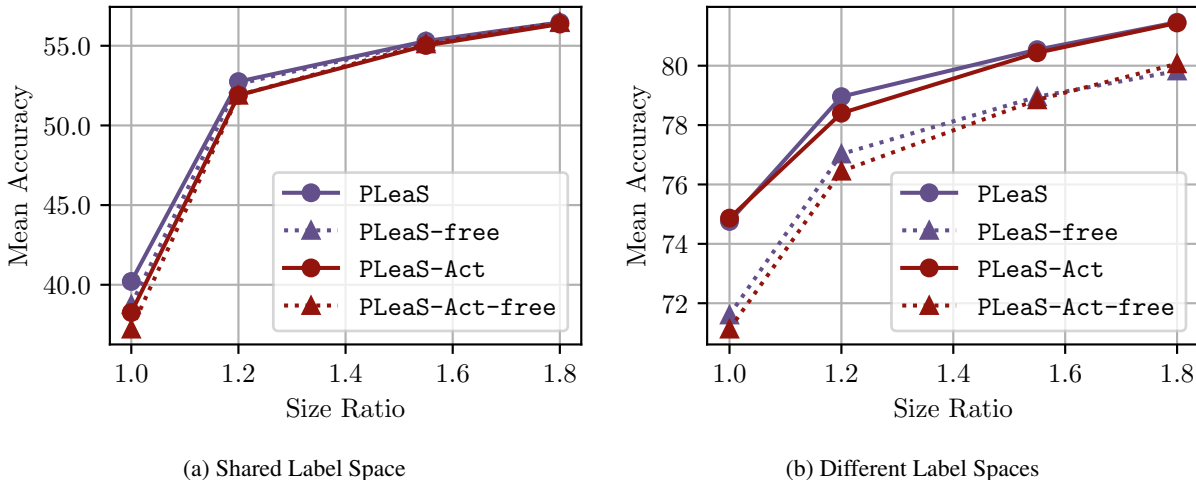 55.0
50.0
45.0
40.0
Mean Accuracy
PLeaS
PLeaS-free
PLeaS-Act
PLeaS-Act-free
1.0 1.2 1.4 1.6 1.8
Size Ratio
(a) Shared Label Space
80
78
76
74
72
Mean Accuracy
PLeaS
PLeaS-free
PLeaS-Act
PLeaS-Act-free
1.0 1.2 1.4 1.6 1.8
Size Ratio
(b) Different Label Spaces